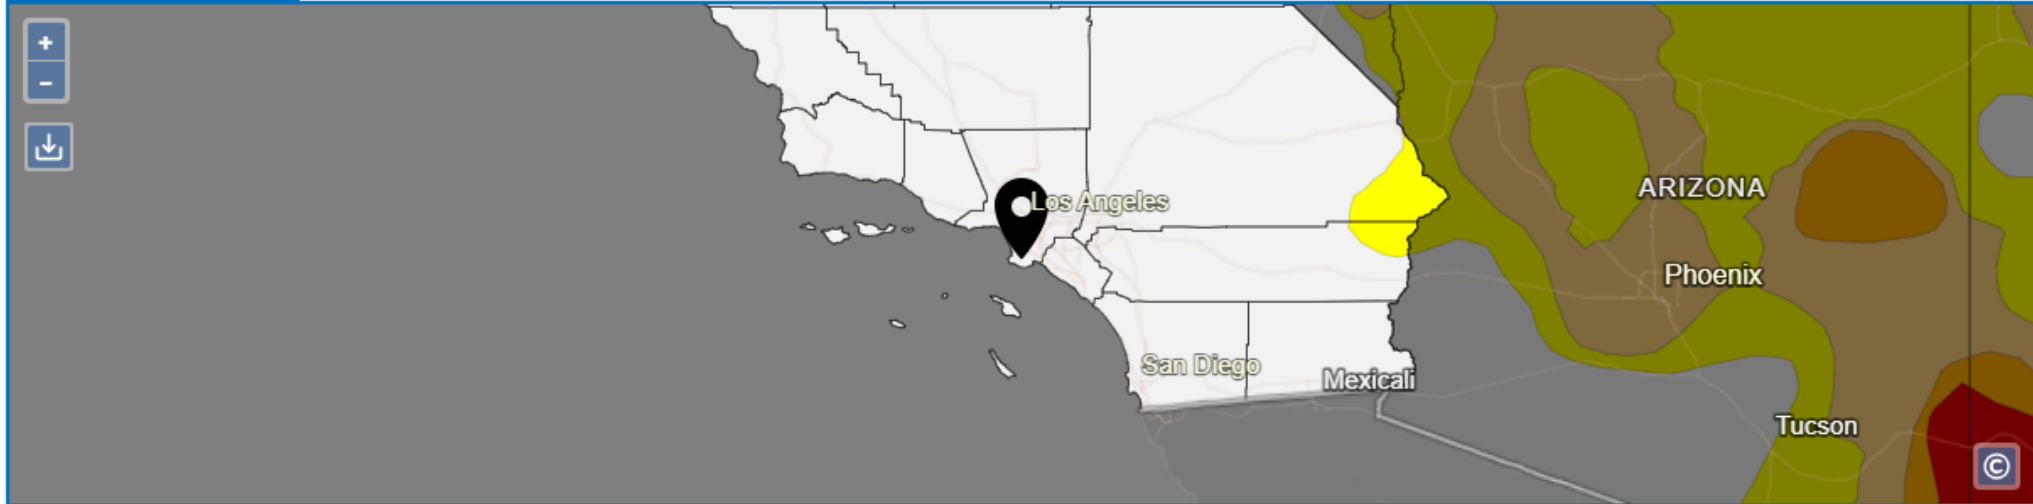 +
−
Los Angeles
ARIZONA
Phoenix
San Diego
Mexicali
Tucson
©